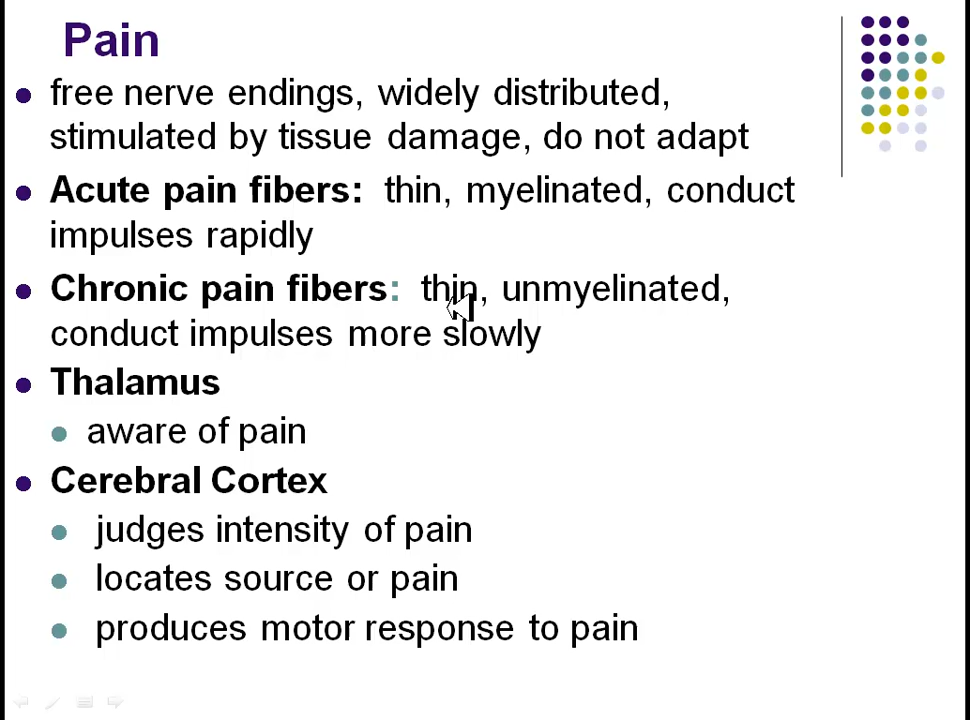 Pain
free nerve endings, widely distributed,
stimulated by tissue damage, do not adapt
Acute pain fibers: thin, myelinated, conduct
impulses rapidly
Chronic pain fibers: thin, unmyelinated,
conduct impulses more slowly
Thalamus
aware of pain
Cerebral Cortex
judges intensity of pain
locates source or pain
produces motor response to pain